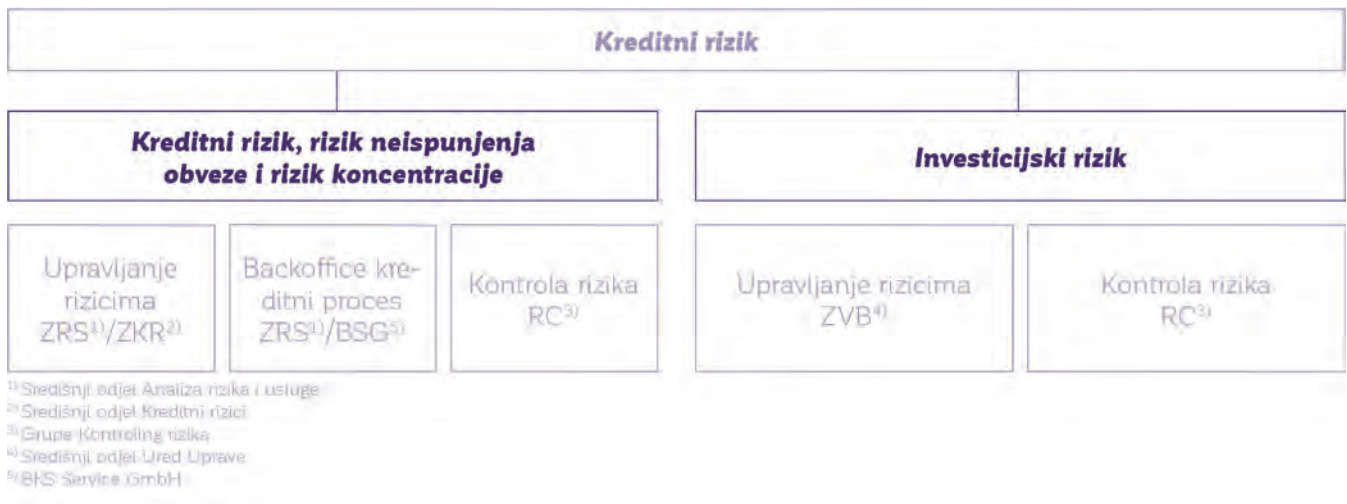 Kreditni rizik
Kreditni rizik, rizik neispunjenja
obveze i rizik koncentracije
Investicijski rizik
Upravljanje
rizicima
ZRS¹⁾/ZKR²⁾
Backoffice kre-
ditni proces
ZRS¹⁾/BSG⁵⁾
Kontrola rizika
RC³⁾
Upravljanje rizicima
ZVB⁴⁾
Kontrola rizika
RC³⁾
¹⁾ Središnji odjel Analiza rizika i usluge
²⁾ Središnji odjel Kreditni rizici
³⁾ Grupe Kontroling rizika
⁴⁾ Središnji odjel Ured Uprave
⁵⁾ BKS Service GmbH